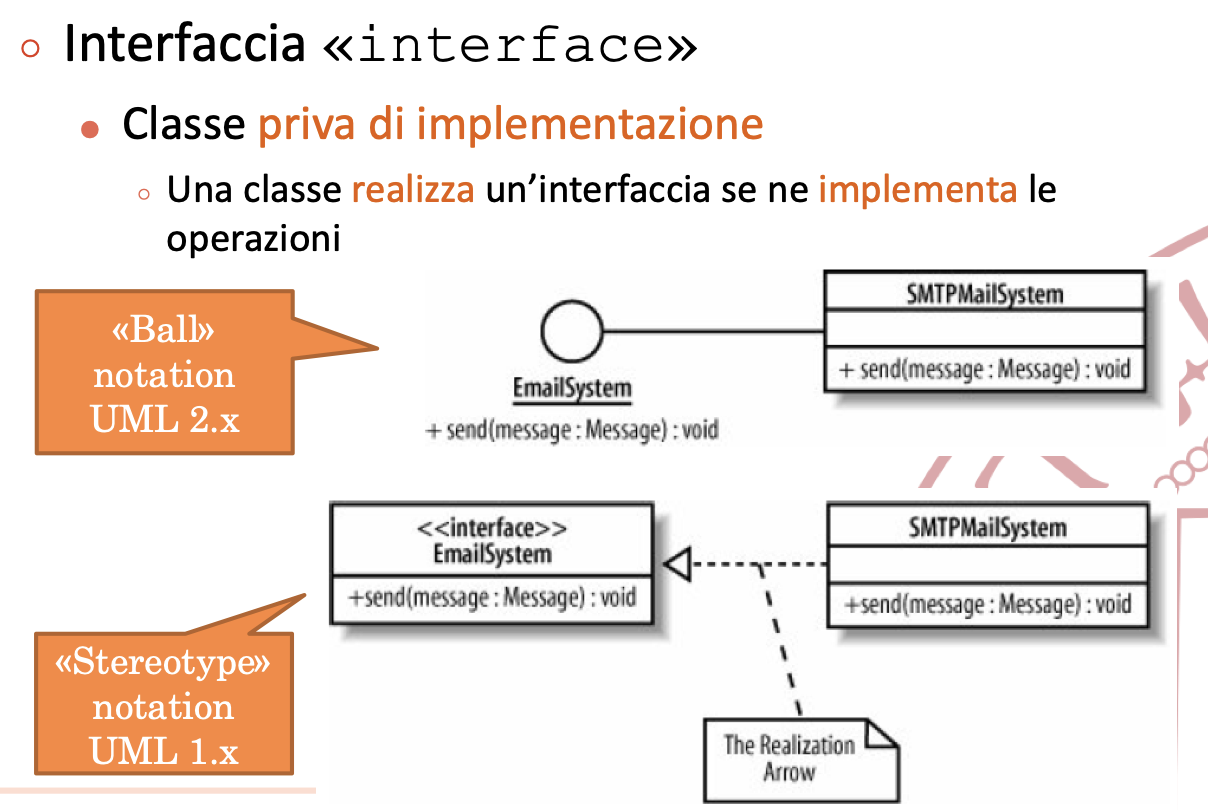 Interfaccia «interface»
Classe priva di implementazione
Una classe realizza un’interfaccia se ne implementa le
operazioni
«Ball»
notation
UML 2.x
EmailSystem
+ send(message : Message) : void
SMTPMailSystem
+ send(message : Message) : void
«Stereotype»
notation
UML 1.x
<<interface>>
EmailSystem
+send(message : Message) : void
SMTPMailSystem
+send(message : Message) : void
The Realization
Arrow